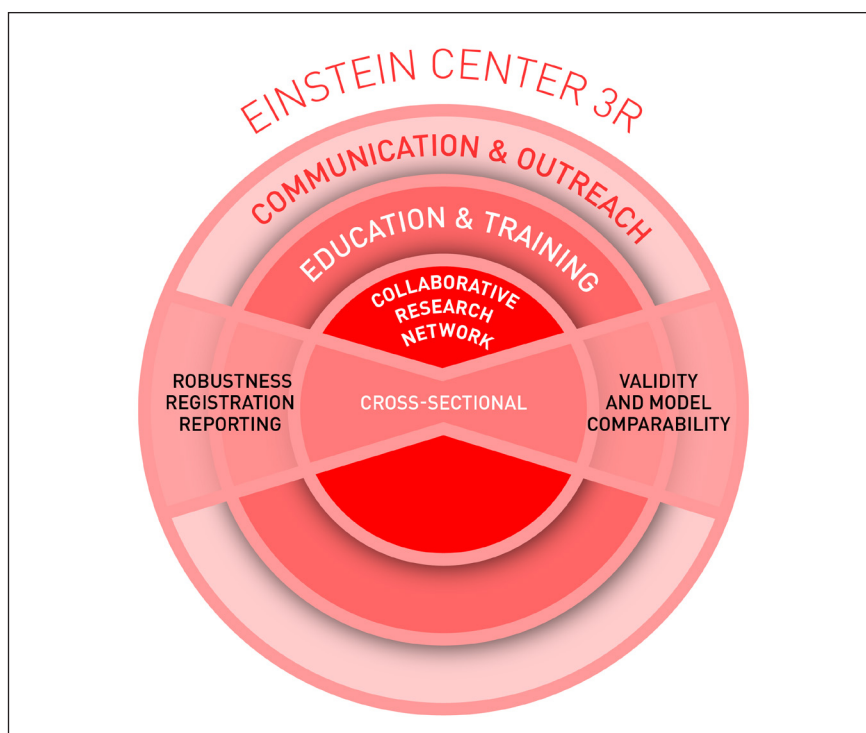 EINSTEIN CENTER 3R
COMMUNICATION & OUTREACH
EDUCATION & TRAINING
COLLABORATIVE
RESEARCH
NETWORK
ROBUSTNESS
REGISTRATION
REPORTING
CROSS-SECTIONAL
VALIDITY
AND MODEL
COMPARABILITY